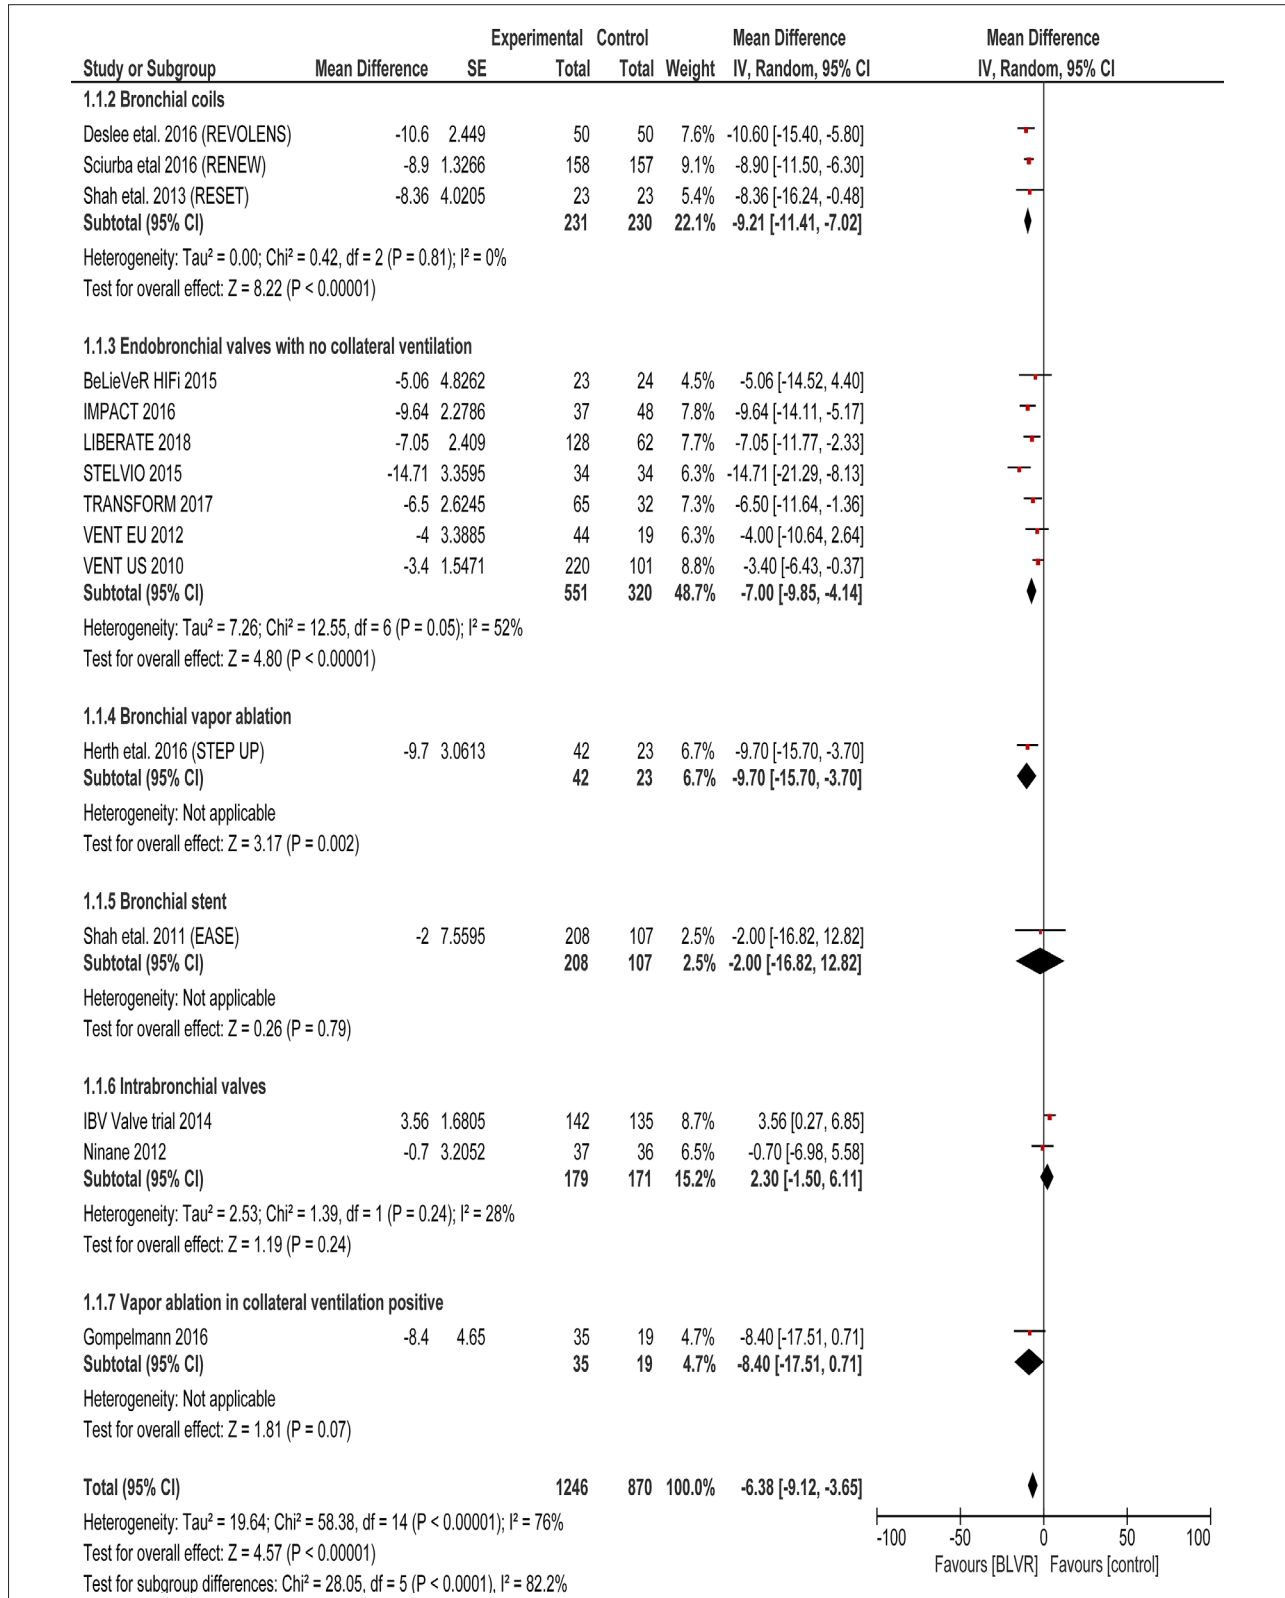 Experimental Control Mean Difference Mean Difference
Study or Subgroup Mean Difference SE Total Total Weight IV, Random, 95% CI IV, Random, 95% CI
1.1.2 Bronchial coils
Deslee etal. 2016 (REVOLENS) -10.6 2.449 50 50 7.6% -10.60 [-15.40, -5.80]
Sciurba etal 2016 (RENEW) -8.9 1.3266 158 157 9.1% -8.90 [-11.50, -6.30]
Shah etal. 2013 (RESET) -8.36 4.0205 23 23 5.4% -8.36 [-16.24, -0.48]
Subtotal (95% CI) 231 230 22.1% -9.21 [-11.41, -7.02]
Heterogeneity: Tau² = 0.00; Chi² = 0.42, df = 2 (P = 0.81); I² = 0%
Test for overall effect: Z = 8.22 (P < 0.00001)
1.1.3 Endobronchial valves with no collateral ventilation
BeLieVeR HIFi 2015 -5.06 4.8262 23 24 4.5% -5.06 [-14.52, 4.40]
IMPACT 2016 -9.64 2.2786 37 48 7.8% -9.64 [-14.11, -5.17]
LIBERATE 2018 -7.05 2.409 128 62 7.7% -7.05 [-11.77, -2.33]
STELVIO 2015 -14.71 3.3595 34 34 6.3% -14.71 [-21.29, -8.13]
TRANSFORM 2017 -6.5 2.6245 65 32 7.3% -6.50 [-11.64, -1.36]
VENT EU 2012 -4 3.3885 44 19 6.3% -4.00 [-10.64, 2.64]
VENT US 2010 -3.4 1.5471 220 101 8.8% -3.40 [-6.43, -0.37]
Subtotal (95% CI) 551 320 48.7% -7.00 [-9.85, -4.14]
Heterogeneity: Tau² = 7.26; Chi² = 12.55, df = 6 (P = 0.05); I² = 52%
Test for overall effect: Z = 4.80 (P < 0.00001)
1.1.4 Bronchial vapor ablation
Herth etal. 2016 (STEP UP) -9.7 3.0613 42 23 6.7% -9.70 [-15.70, -3.70]
Subtotal (95% CI) 42 23 6.7% -9.70 [-15.70, -3.70]
Heterogeneity: Not applicable
Test for overall effect: Z = 3.17 (P = 0.002)
1.1.5 Bronchial stent
Shah etal. 2011 (EASE) -2 7.5595 208 107 2.5% -2.00 [-16.82, 12.82]
Subtotal (95% CI) 208 107 2.5% -2.00 [-16.82, 12.82]
Heterogeneity: Not applicable
Test for overall effect: Z = 0.26 (P = 0.79)
1.1.6 Intrabronchial valves
IBV Valve trial 2014 3.56 1.6805 142 135 8.7% 3.56 [0.27, 6.85]
Ninane 2012 -0.7 3.2052 37 36 6.5% -0.70 [-6.98, 5.58]
Subtotal (95% CI) 179 171 15.2% 2.30 [-1.50, 6.11]
Heterogeneity: Tau² = 2.53; Chi² = 1.39, df = 1 (P = 0.24); I² = 28%
Test for overall effect: Z = 1.19 (P = 0.24)
1.1.7 Vapor ablation in collateral ventilation positive
Gompelmann 2016 -8.4 4.65 35 19 4.7% -8.40 [-17.51, 0.71]
Subtotal (95% CI) 35 19 4.7% -8.40 [-17.51, 0.71]
Heterogeneity: Not applicable
Test for overall effect: Z = 1.81 (P = 0.07)
Total (95% CI) 1246 870 100.0% -6.38 [-9.12, -3.65]
Heterogeneity: Tau² = 19.64; Chi² = 58.38, df = 14 (P < 0.00001); I² = 76%
-100 -50 0 50 100
Test for overall effect: Z = 4.57 (P < 0.00001)
Favours [BLVR] Favours [control]
Test for subgroup differences: Chi² = 28.05, df = 5 (P < 0.0001), I² = 82.2%